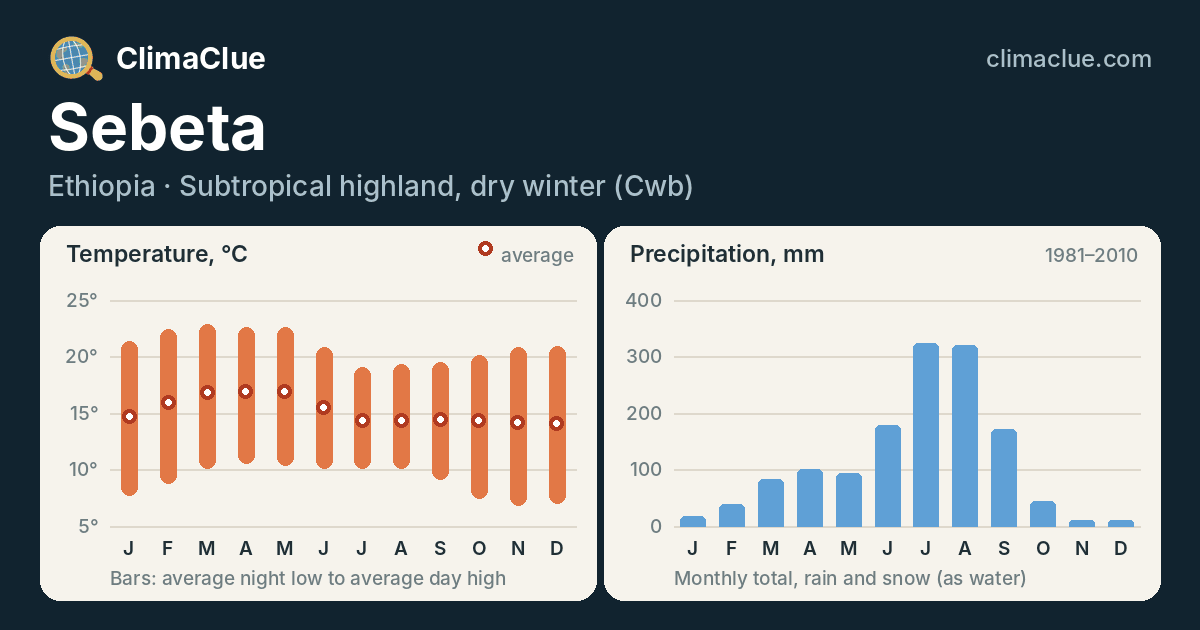 ClimaClue
climaclue.com
Sebeta
Ethiopia · Subtropical highland, dry winter (Cwb)
Temperature, °C
average
25°
20°
15°
10°
5°
J F M A M J J A S O N D
Bars: average night low to average day high
Precipitation, mm
1981–2010
400
300
200
100
0
J F M A M J J A S O N D
Monthly total, rain and snow (as water)